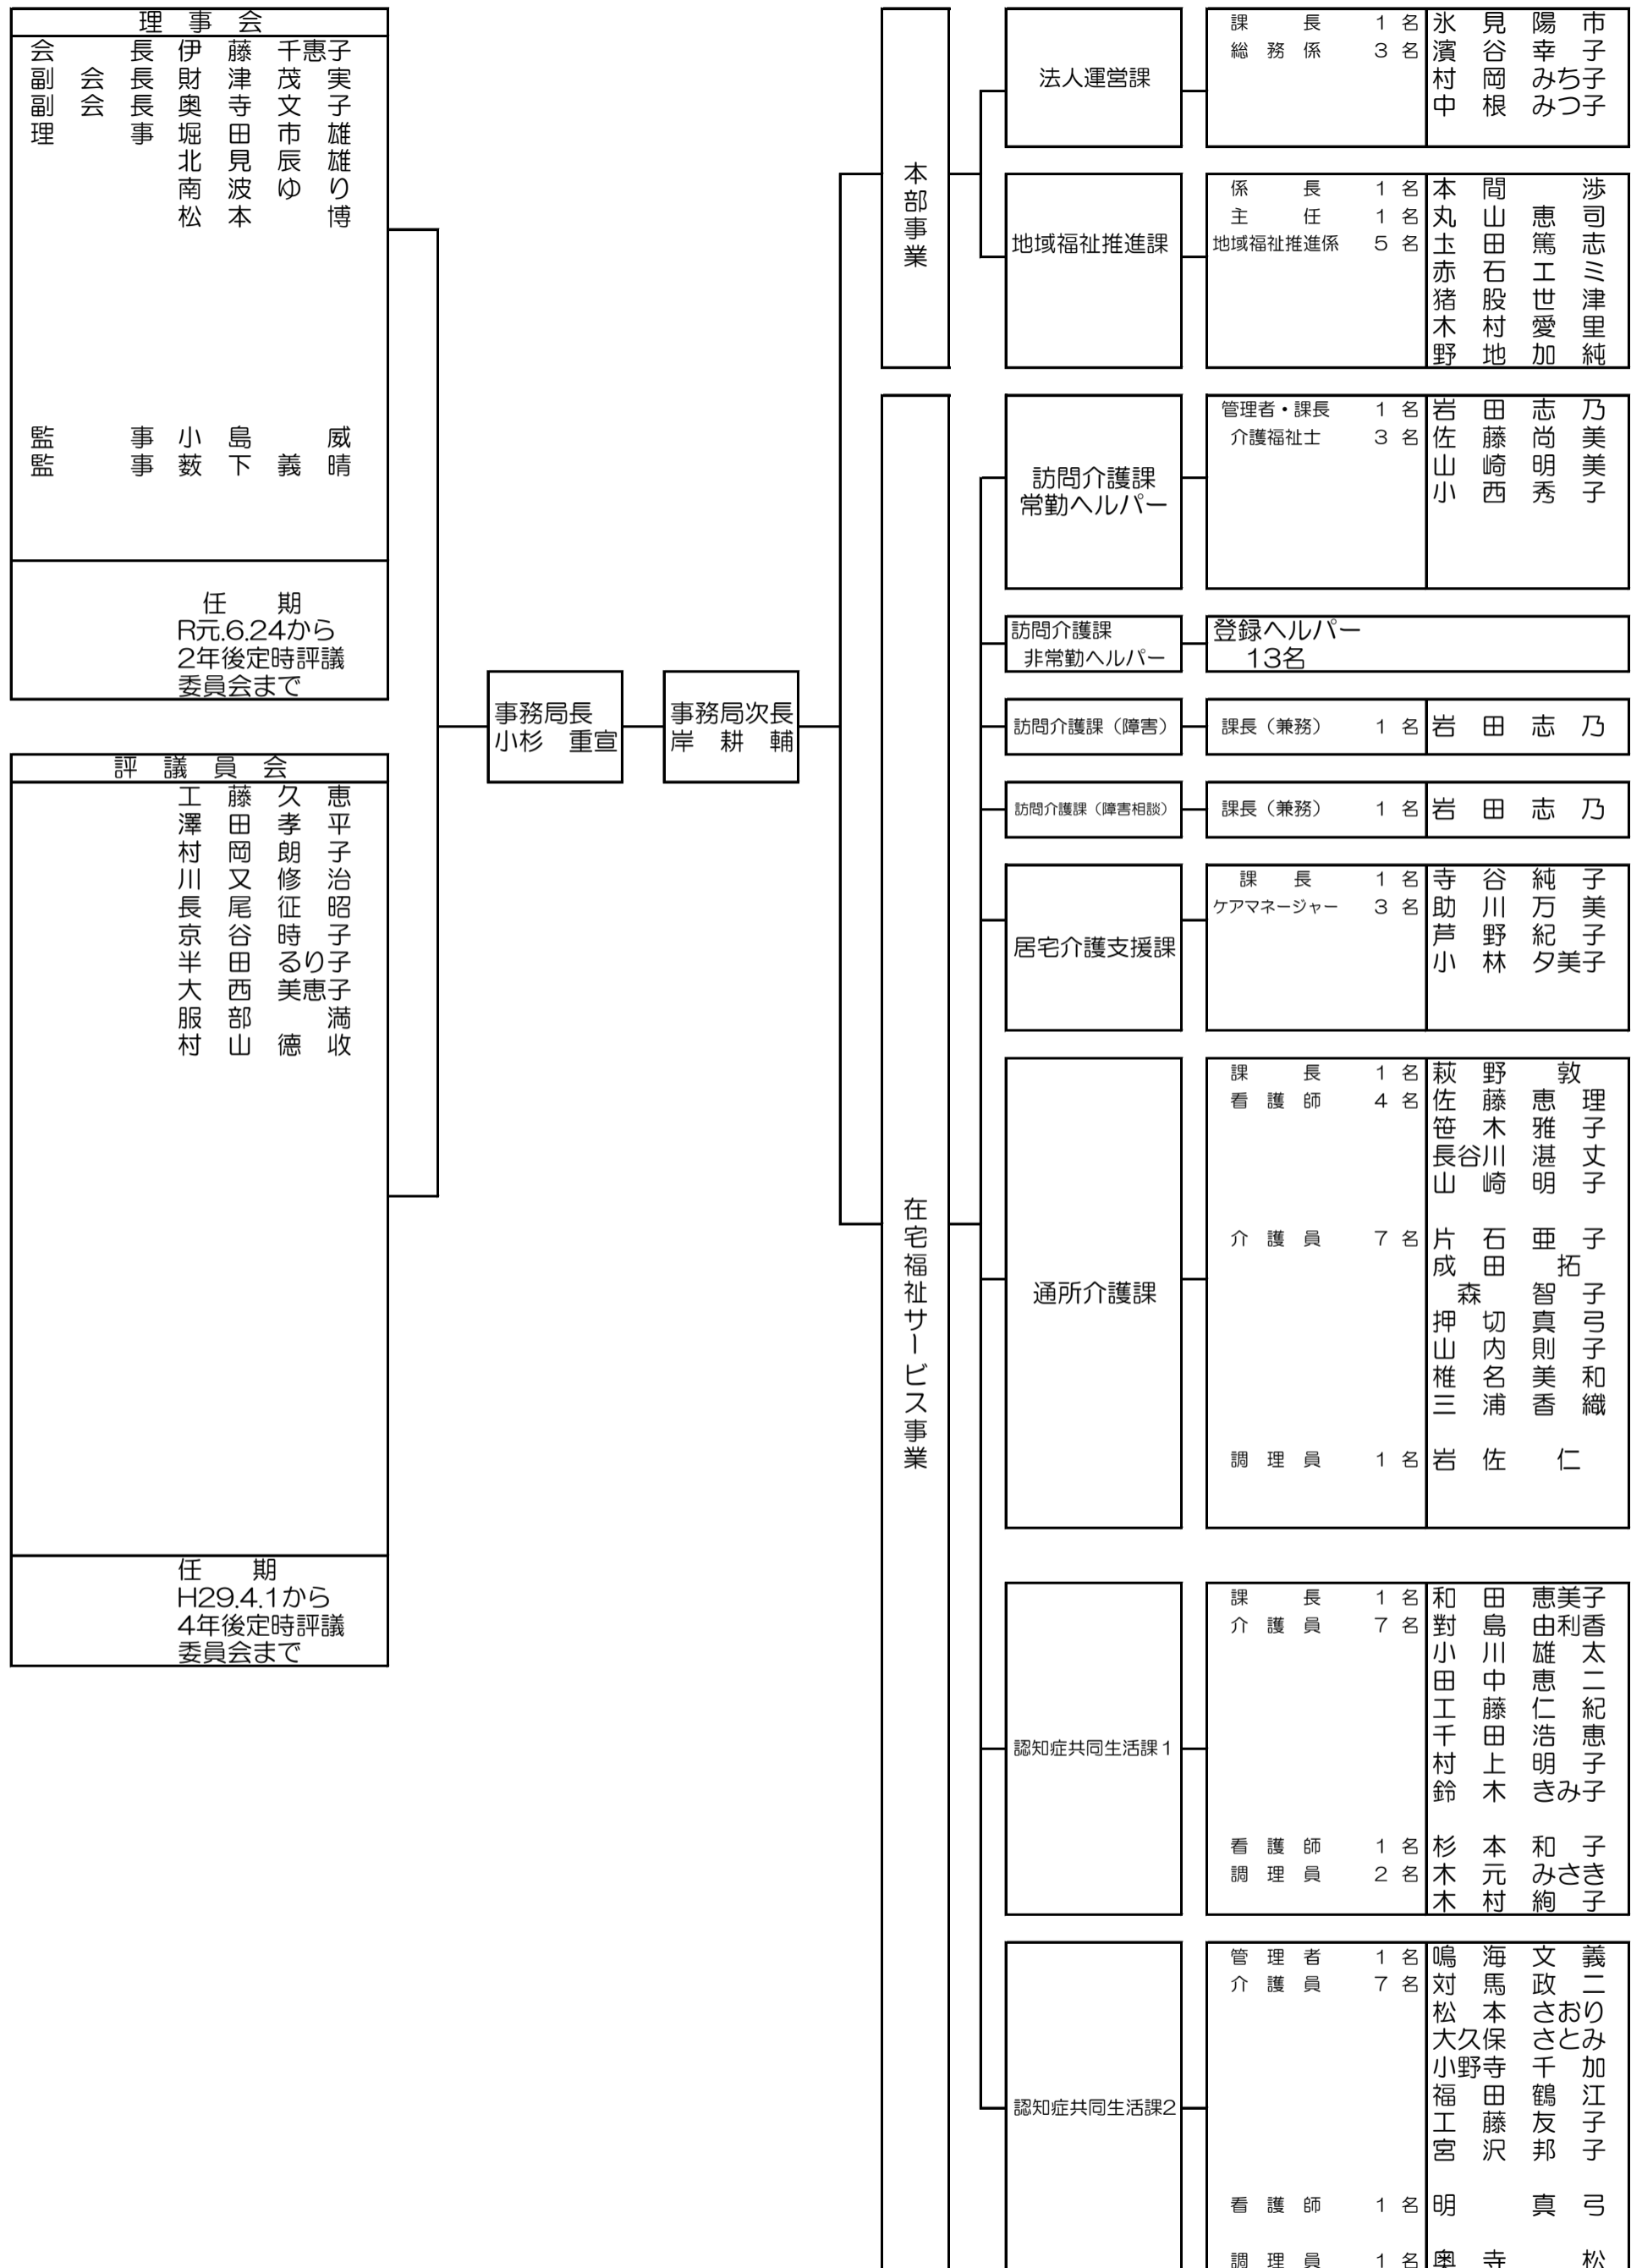 理事会
会長 伊藤千恵子
副会長 財津茂実
副会長 奥寺文子
理事 堀田市雄
北見辰雄
南波ゆり
松本博
監事 小島威
監事 薮下義晴
任期
R元.6.24から
2年後定時評議
委員会まで
評議員会
工藤久恵
澤田孝平
村岡朗子
川又修治
長尾征昭
京谷時子
半田るり子
大西美恵子
服部満
村山德收
任期
H29.4.1から
4年後定時評議
委員会まで
事務局長
小杉 重宣
事務局次長
岸耕輔
本部事業
法人運営課
課長 1名 氷見陽市
総務係 3名 濱谷幸子
村岡みち子
中根みつ子
地域福祉推進課
係長 1名 本間渉
主任 1名 丸山恵司
地域福祉推進係 5名 圡田篤志
赤石エミ
猪股世津
木村愛里
野地加純
在宅福祉サービス事業
訪問介護課
常勤ヘルパー
管理者・課長 1名 岩田志乃
介護福祉士 3名 佐藤尚美
山崎明美
小西秀子
訪問介護課
非常勤ヘルパー
登録ヘルパー
13名
訪問介護課（障害）
課長（兼務） 1名 岩田志乃
訪問介護課（障害相談）
課長（兼務） 1名 岩田志乃
居宅介護支援課
課長 1名 寺谷純子
ケアマネージャー 3名 助川万美
芦野紀子
小林夕美子
通所介護課
課長 1名 萩野敦
看護師 4名 佐藤恵理
笹木雅子
長谷川湛丈
山崎明子
介護員 7名 片石亜子
成田拓
森智子
押切真弓
山内則子
椎名美和
三浦香織
調理員 1名 岩佐仁
認知症共同生活課1
課長 1名 和田恵美子
介護員 7名 對島由利香
小川雄太
田中恵二
工藤仁紀
千田浩恵
村上明子
鈴木きみ子
看護師 1名 杉本和子
調理員 2名 木元みさき
木村絢子
認知症共同生活課2
管理者 1名 鳴海文義
介護員 7名 対馬政二
松本さおり
大久保さとみ
小野寺千加
福田鶴江
工藤友子
宮沢邦子
看護師 1名 明真弓
調理員 1名 奥寺松